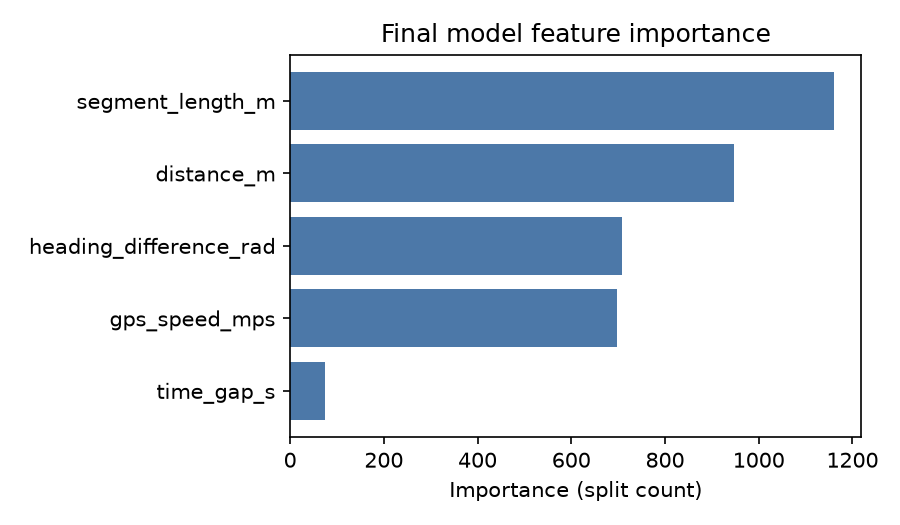 Final model feature importance
segment_length_m
distance_m
heading_difference_rad
gps_speed_mps
time_gap_s
0 200 400 600 800 1000 1200
Importance (split count)